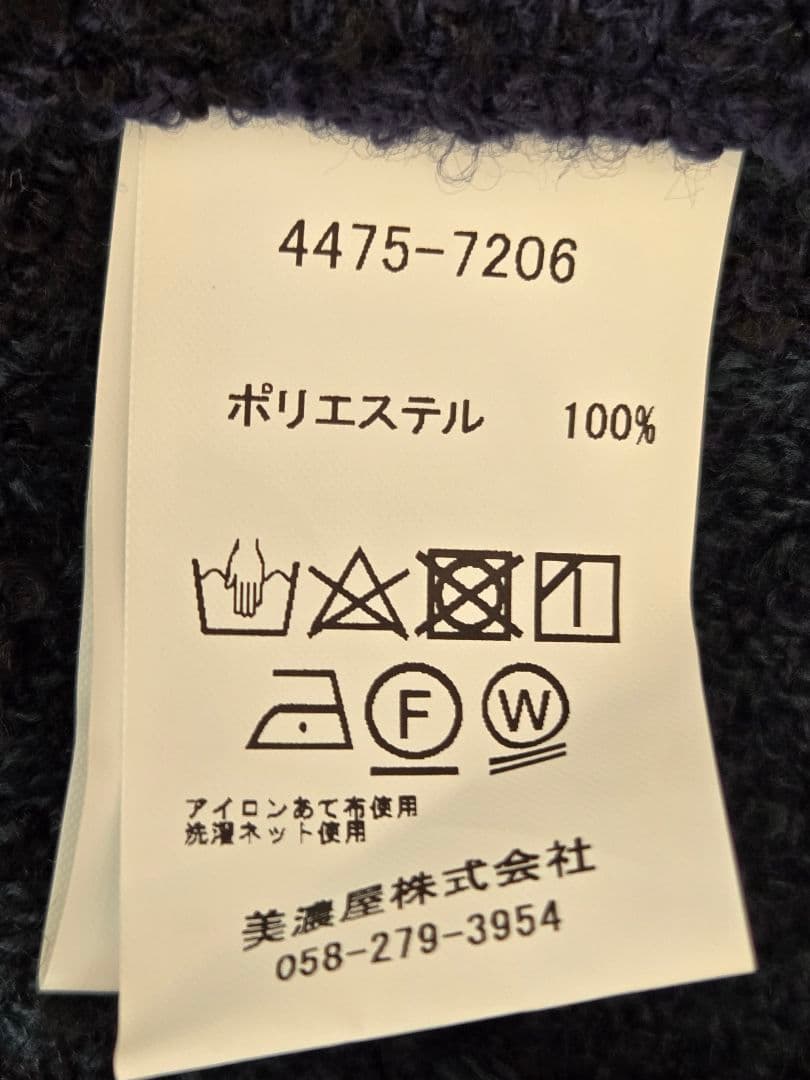 4475-7206
ポリエステル 100%
F W
アイロンあて布使用
洗濯ネット使用
美濃屋株式会社
058-279-3954